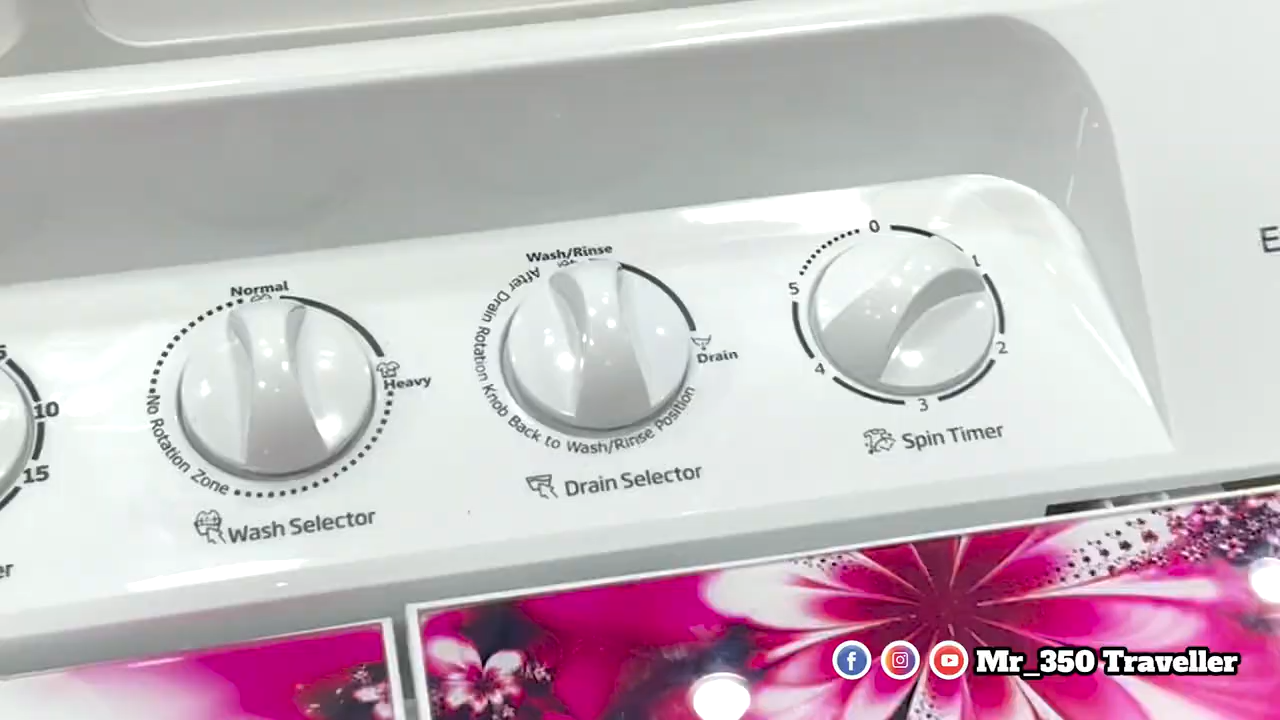 10
15
Normal
Heavy
No Rotation Zone
Wash Selector
Wash/Rinse
Drain
After Drain Rotation Knob Back to Wash/Rinse Position
Drain Selector
0
1
2
3
4
5
Spin Timer
Mr_350 Traveller